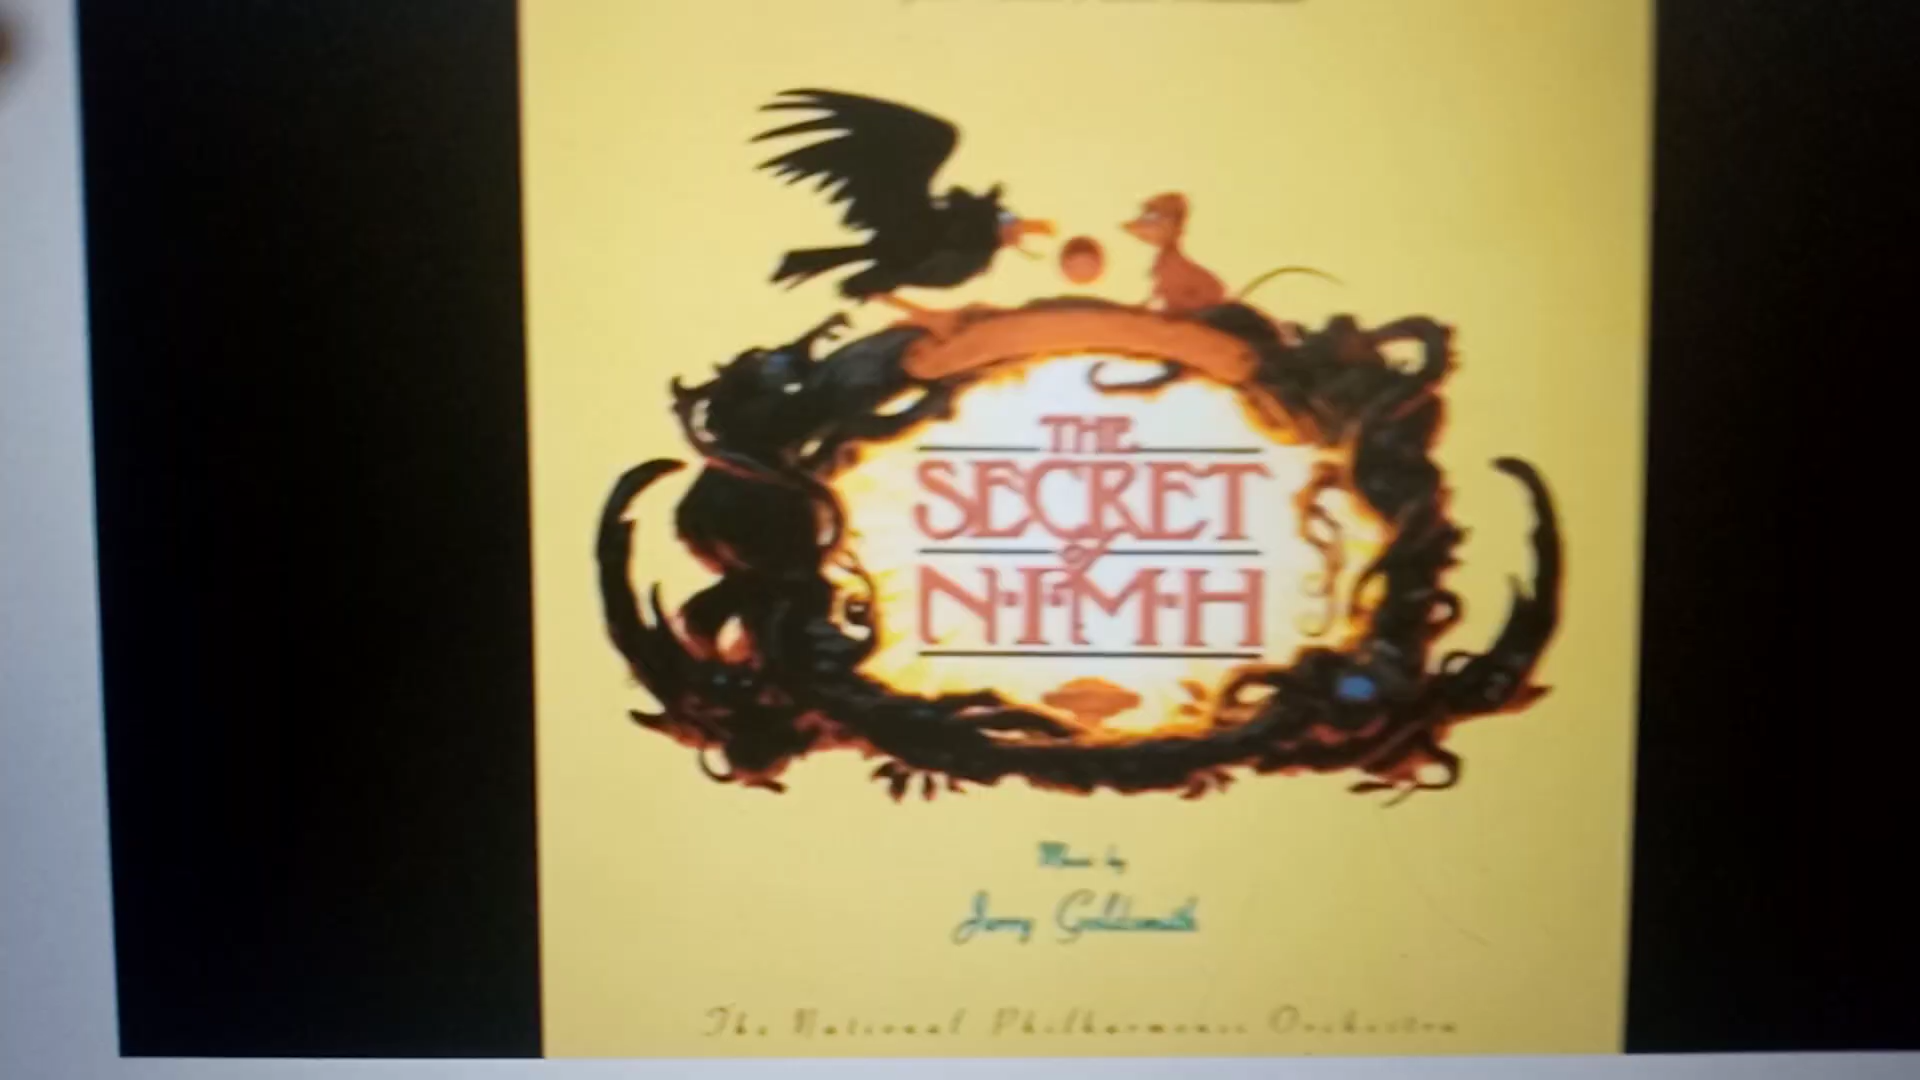 THE
SECRET
of
N·I·M·H
Music by
Jerry Goldsmith
The National Philharmonic Orchestra